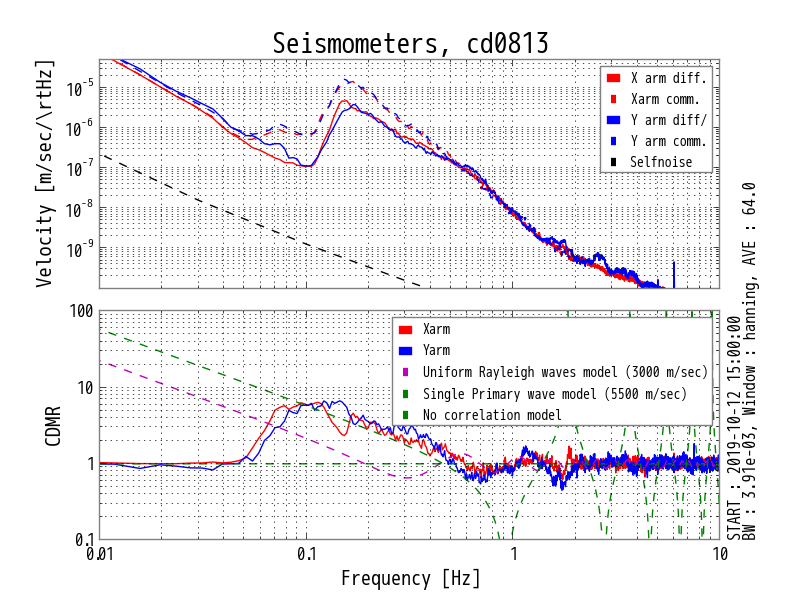 Seismometers, cd0813
Velocity [m/sec/\rtHz]
10^-5
10^-6
10^-7
10^-8
10^-9
X arm diff.
Xarm comm.
Y arm diff/
Y arm comm.
Selfnoise
CDMR
100
10
1
0.1
Xarm
Yarm
Uniform Rayleigh waves model (3000 m/sec)
Single Primary wave model (5500 m/sec)
No correlation model
0.01
0.1
1
10
Frequency [Hz]
START : 2019-10-12 15:00:00
BW : 3.91e-03, Window : hanning, AVE : 64.0